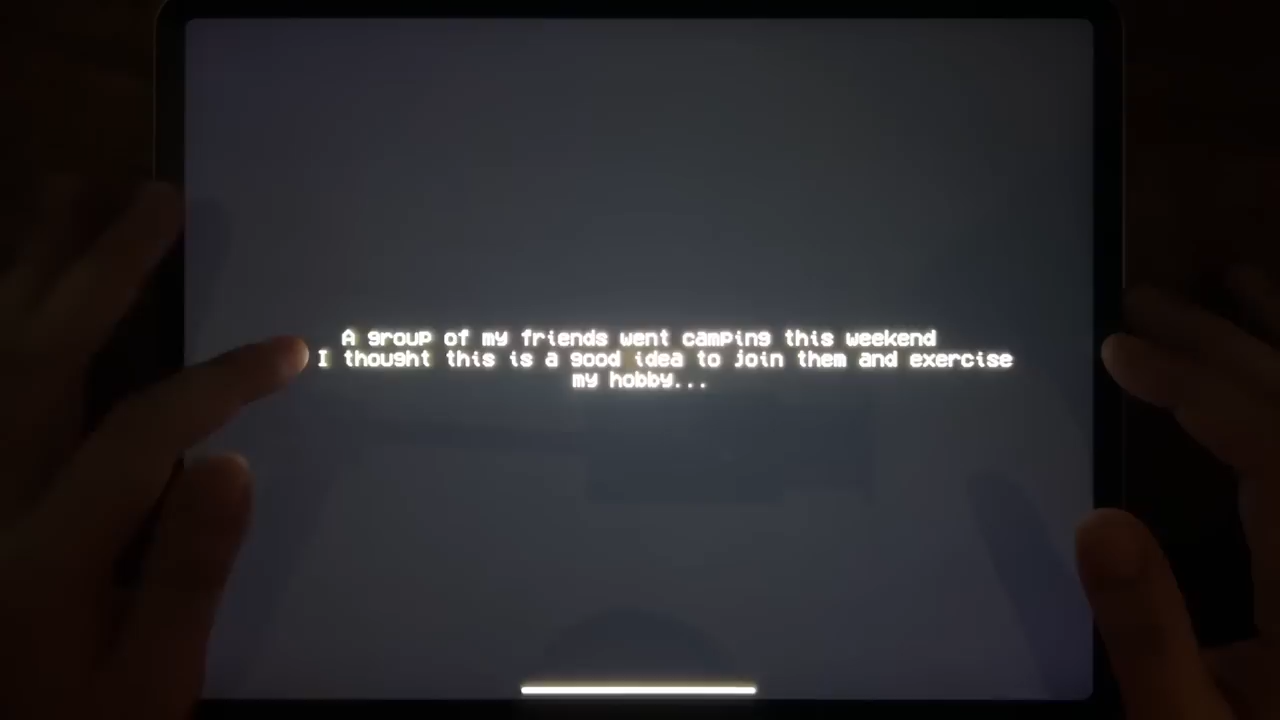 A group of my friends went camping this weekend
I thought this is a good idea to join them and exercise
my hobby...